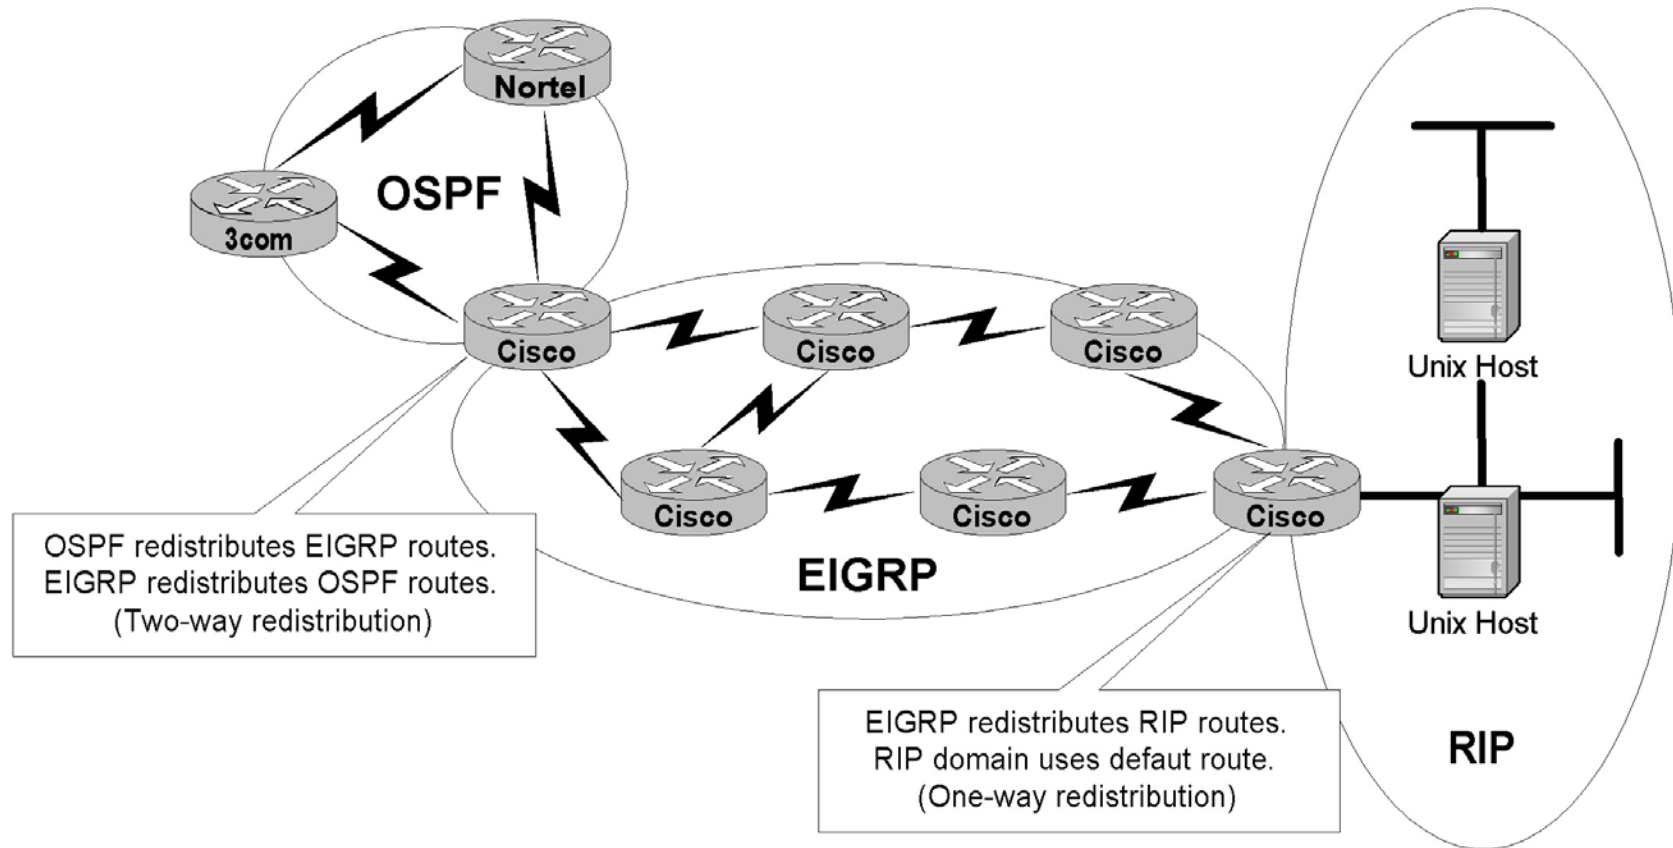 Nortel
OSPF
3com
Cisco
Cisco
Cisco
Cisco
Cisco
Cisco
EIGRP
OSPF redistributes EIGRP routes.
EIGRP redistributes OSPF routes.
(Two-way redistribution)
EIGRP redistributes RIP routes.
RIP domain uses defaut route.
(One-way redistribution)
Unix Host
Unix Host
RIP